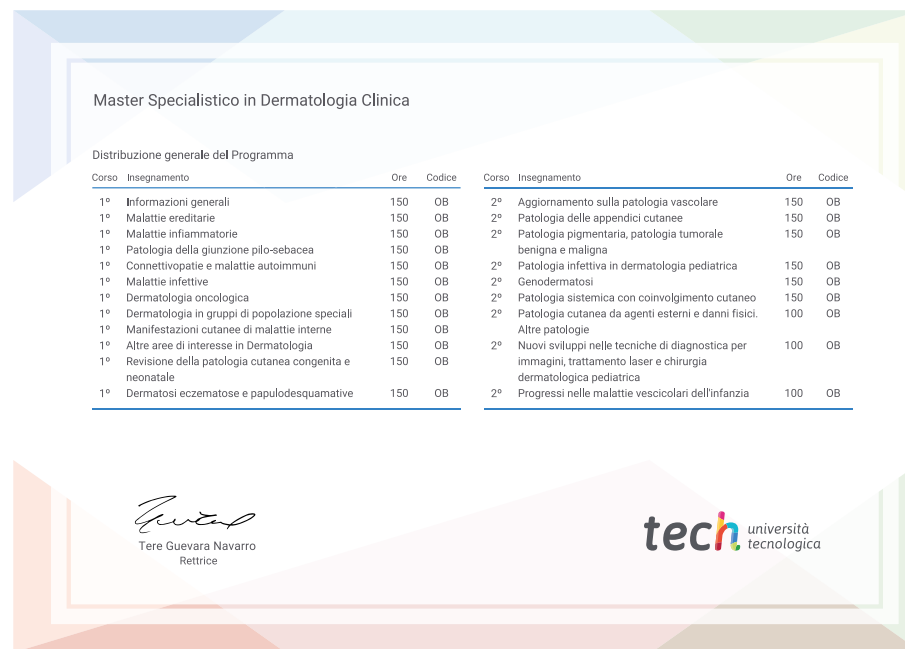 Master Specialistico in Dermatologia Clinica
Distribuzione generale del Programma
Corso Insegnamento Ore Codice
1º Informazioni generali 150 OB
1º Malattie ereditarie 150 OB
1º Malattie infiammatorie 150 OB
1º Patologia della giunzione pilo-sebacea 150 OB
1º Connettivopatie e malattie autoimmuni 150 OB
1º Malattie infettive 150 OB
1º Dermatologia oncologica 150 OB
1º Dermatologia in gruppi di popolazione speciali 150 OB
1º Manifestazioni cutanee di malattie interne 150 OB
1º Altre aree di interesse in Dermatologia 150 OB
1º Revisione della patologia cutanea congenita e 150 OB
neonatale
1º Dermatosi eczematose e papulodesquamative 150 OB
Corso Insegnamento Ore Codice
2º Aggiornamento sulla patologia vascolare 150 OB
2º Patologia delle appendici cutanee 150 OB
2º Patologia pigmentaria, patologia tumorale 150 OB
benigna e maligna
2º Patologia infettiva in dermatologia pediatrica 150 OB
2º Genodermatosi 150 OB
2º Patologia sistemica con coinvolgimento cutaneo 150 OB
2º Patologia cutanea da agenti esterni e danni fisici. 100 OB
Altre patologie
2º Nuovi sviluppi nelle tecniche di diagnostica per 100 OB
immagini, trattamento laser e chirurgia
dermatologica pediatrica
2º Progressi nelle malattie vescicolari dell'infanzia 100 OB
Tere Guevara Navarro
Rettrice
tech università
tecnologica